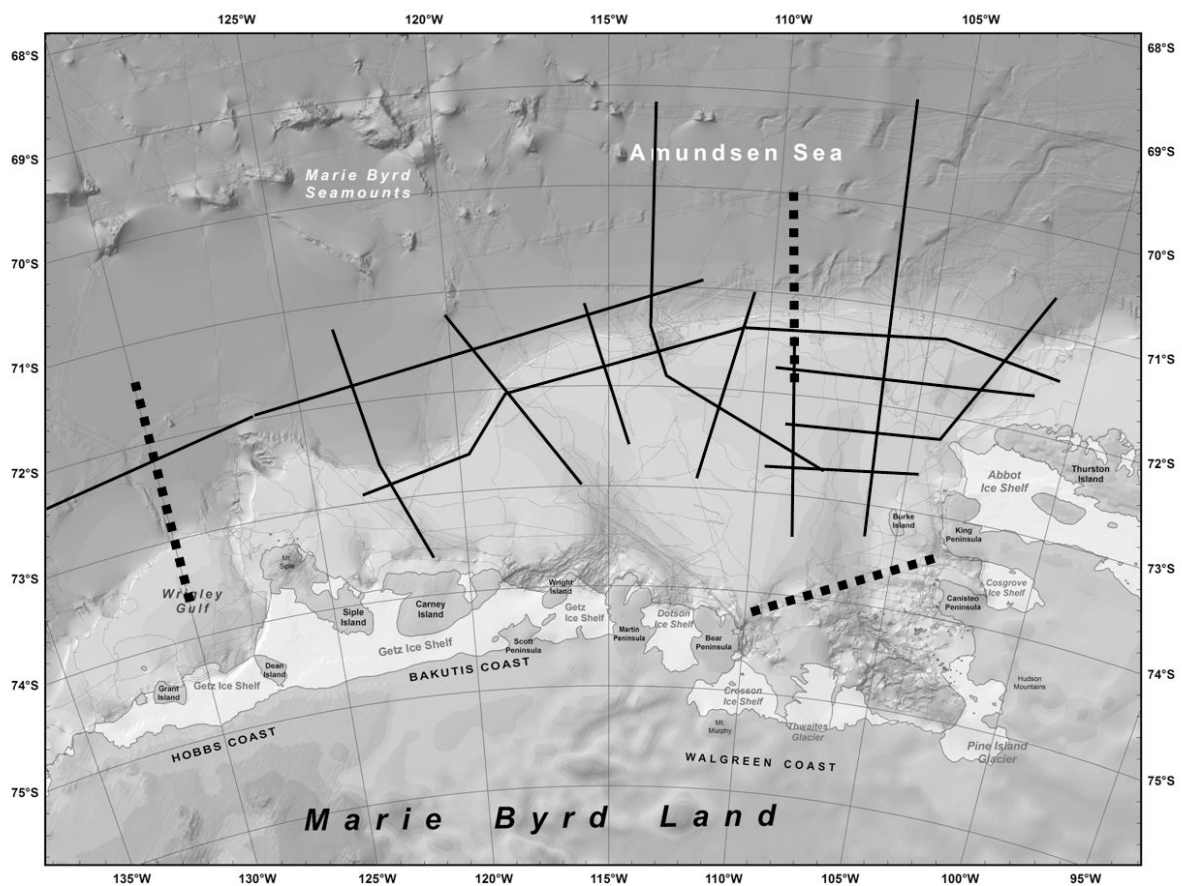 125°W 120°W 115°W 110°W 105°W
68°S 68°S
69°S 69°S
Amundsen Sea
Marie Byrd
Seamounts
70°S 70°S
71°S 71°S
72°S 72°S
Abbot
Ice Shelf
Thurston
Island
Burke
Island
King
Peninsula
73°S 73°S
Mt.
Siple
Wrigley
Gulf
Siple
Island
Carney
Island
Wright
Island
Getz
Ice Shelf
Martin
Peninsula
Dotson
Ice Shelf
Bear
Peninsula
Canisteo
Peninsula
Cosgrove
Ice Shelf
Scott
Peninsula
Getz Ice Shelf
BAKUTIS COAST
74°S 74°S
Grant
Island
Getz Ice Shelf
Dean
Island
Crosson
Ice Shelf
Mt.
Murphy
Thwaites
Glacier
Hudson
Mountains
Pine Island
Glacier
HOBBS COAST
WALGREEN COAST
75°S 75°S
Marie Byrd Land
135°W 130°W 125°W 120°W 115°W 110°W 105°W 100°W 95°W